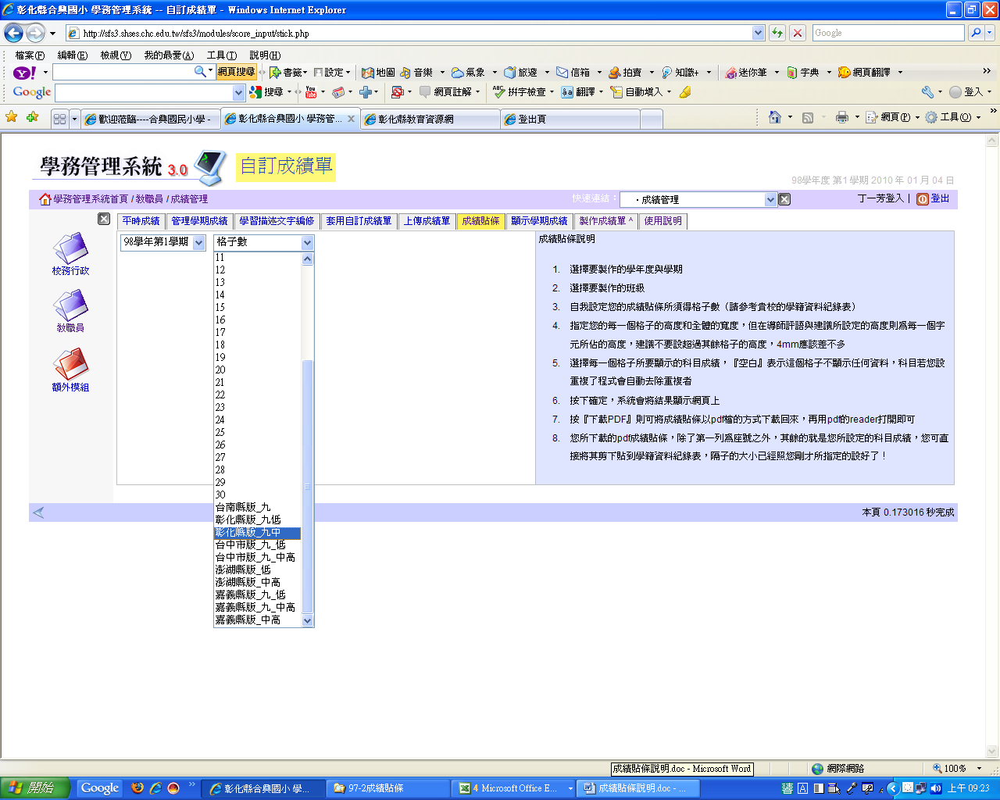 彰化縣合興國小 學務管理系統 -- 自訂成績單 - Windows Internet Explorer
http://sfs3.shses.chc.edu.tw/sfs3/modules/score_input/stick.php
Google
檔案(F) 編輯(E) 檢視(V) 我的最愛(A) 工具(T) 說明(H)
Y! 網頁搜尋 書籤 設定 地圖 音樂 氣象 旅遊 信箱 拍賣 知識+ 迷你筆 字典 網頁翻譯 »
Google 搜尋 網頁註解 拼字檢查 翻譯 自動填入 登入
歡迎蒞臨----合興國民小學 - 彰化縣合興國小 學務管... 彰化縣教育資源網 登出頁 網頁(P) 工具(O) »
學務管理系統 3.0 自訂成績單
98學年度 第1學期 2010 年 01 月 04 日
學務管理系統首頁 / 教職員 / 成績管理 快速連結： ・成績管理 丁一芳登入 | 登出
平時成績 管理學期成績 學習描述文字編修 套用自訂成績單 上傳成績單 成績貼條 顯示學期成績 製作成績單 ^ 使用說明
校務行政
教職員
額外模組
98學年第1學期 格子數
11
12
13
14
15
16
17
18
19
20
21
22
23
24
25
26
27
28
29
30
台南縣版_九
彰化縣版_九低
彰化縣版_九中
台中市版_九_低
台中市版_九_中高
澎湖縣版_低
澎湖縣版_中高
嘉義縣版_九_低
嘉義縣版_九_中高
嘉義縣版_中高
成績貼條說明
1. 選擇要製作的學年度與學期
2. 選擇要製作的班級
3. 自我設定您的成績貼條所須得格子數（請參考貴校的學籍資料紀錄表）
4. 指定您的每一個格子的高度和全體的寬度，但在導師評語與建議所設定的高度則為每一個字
元所佔的高度，建議不要設超過其餘格子的高度，4mm應該差不多
5. 選擇每一個格子所要顯示的科目成績，『空白』表示這個格子不顯示任何資料，科目若您設
重複了程式會自動去除重複者
6. 按下確定，系統會將結果顯示網頁上
7. 按『下載PDF』則可將成績貼條以pdf檔的方式下載回來，再用pdf的reader打開即可
8. 您所下載的pdf成績貼條，除了第一列為座號之外，其餘的就是您所設定的科目成績，您可直
接將其剪下貼到學籍資料紀錄表，隔子的大小已經照您剛才所指定的設好了！
本頁 0.173016 秒完成
成績貼條說明.doc - Microsoft Word
網際網路 100%
開始 Google » 彰化縣合興國小 學... 97-2成績貼條 4 Microsoft Office E... 成績貼條說明.doc - ... 上午 09:23